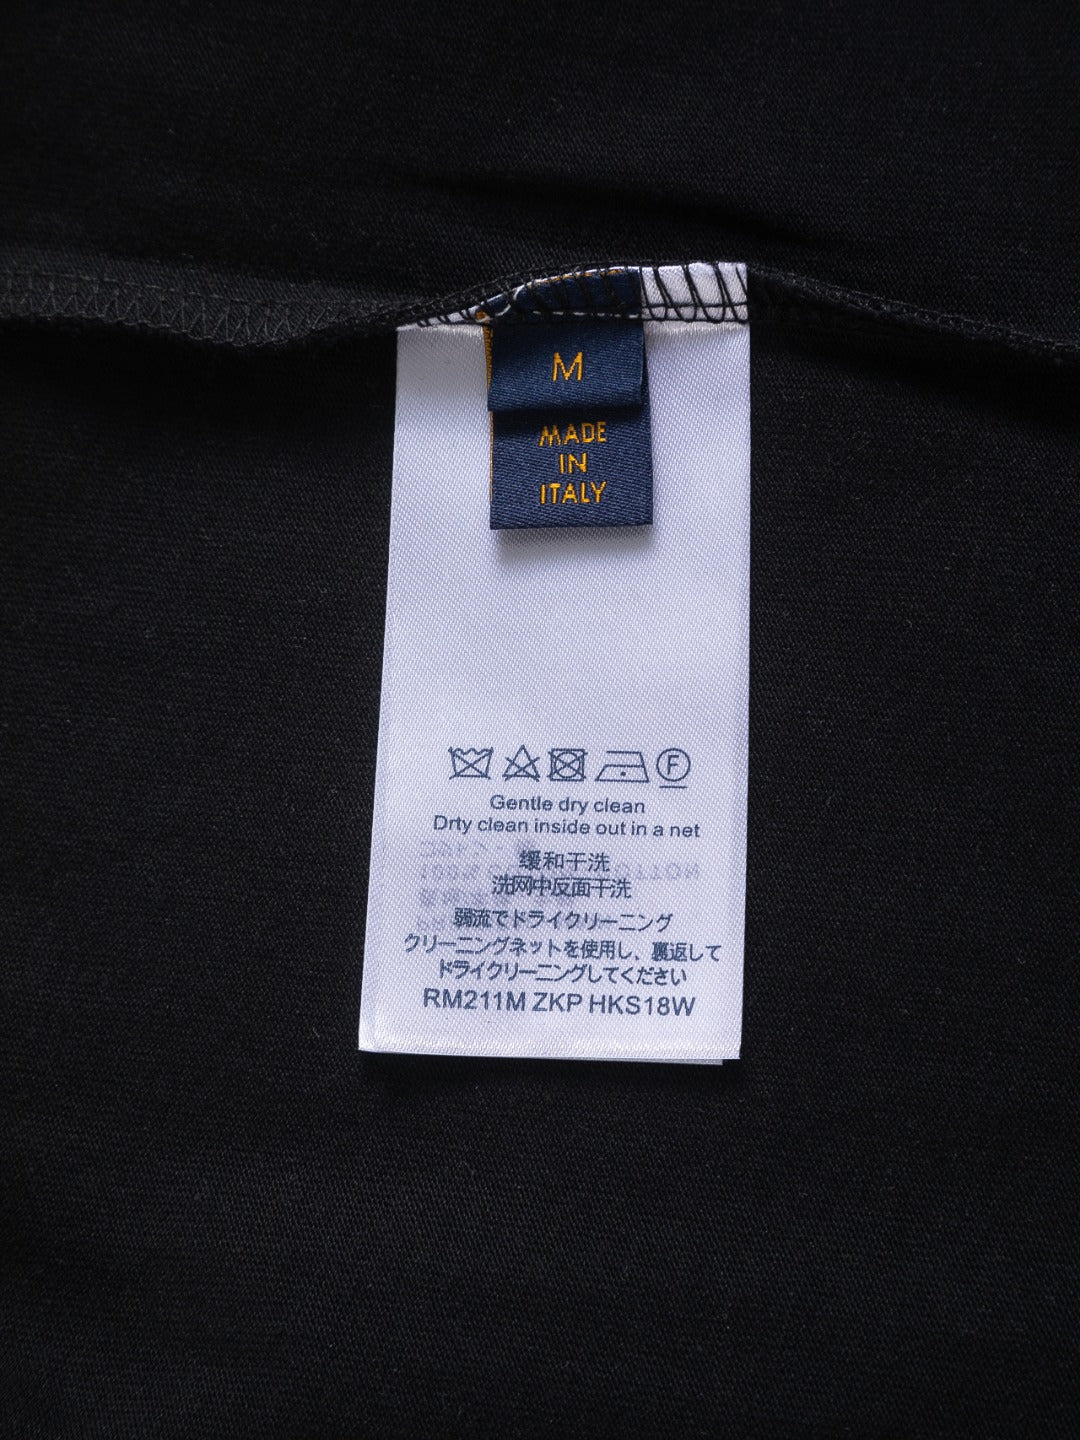 M
MADE
IN
ITALY
F
Gentle dry clean
Drty clean inside out in a net
缓和干洗
洗网中反面干洗
弱流でドライクリーニング
クリーニングネットを使用し、裏返して
ドライクリーニングしてください
RM211M ZKP HKS18W